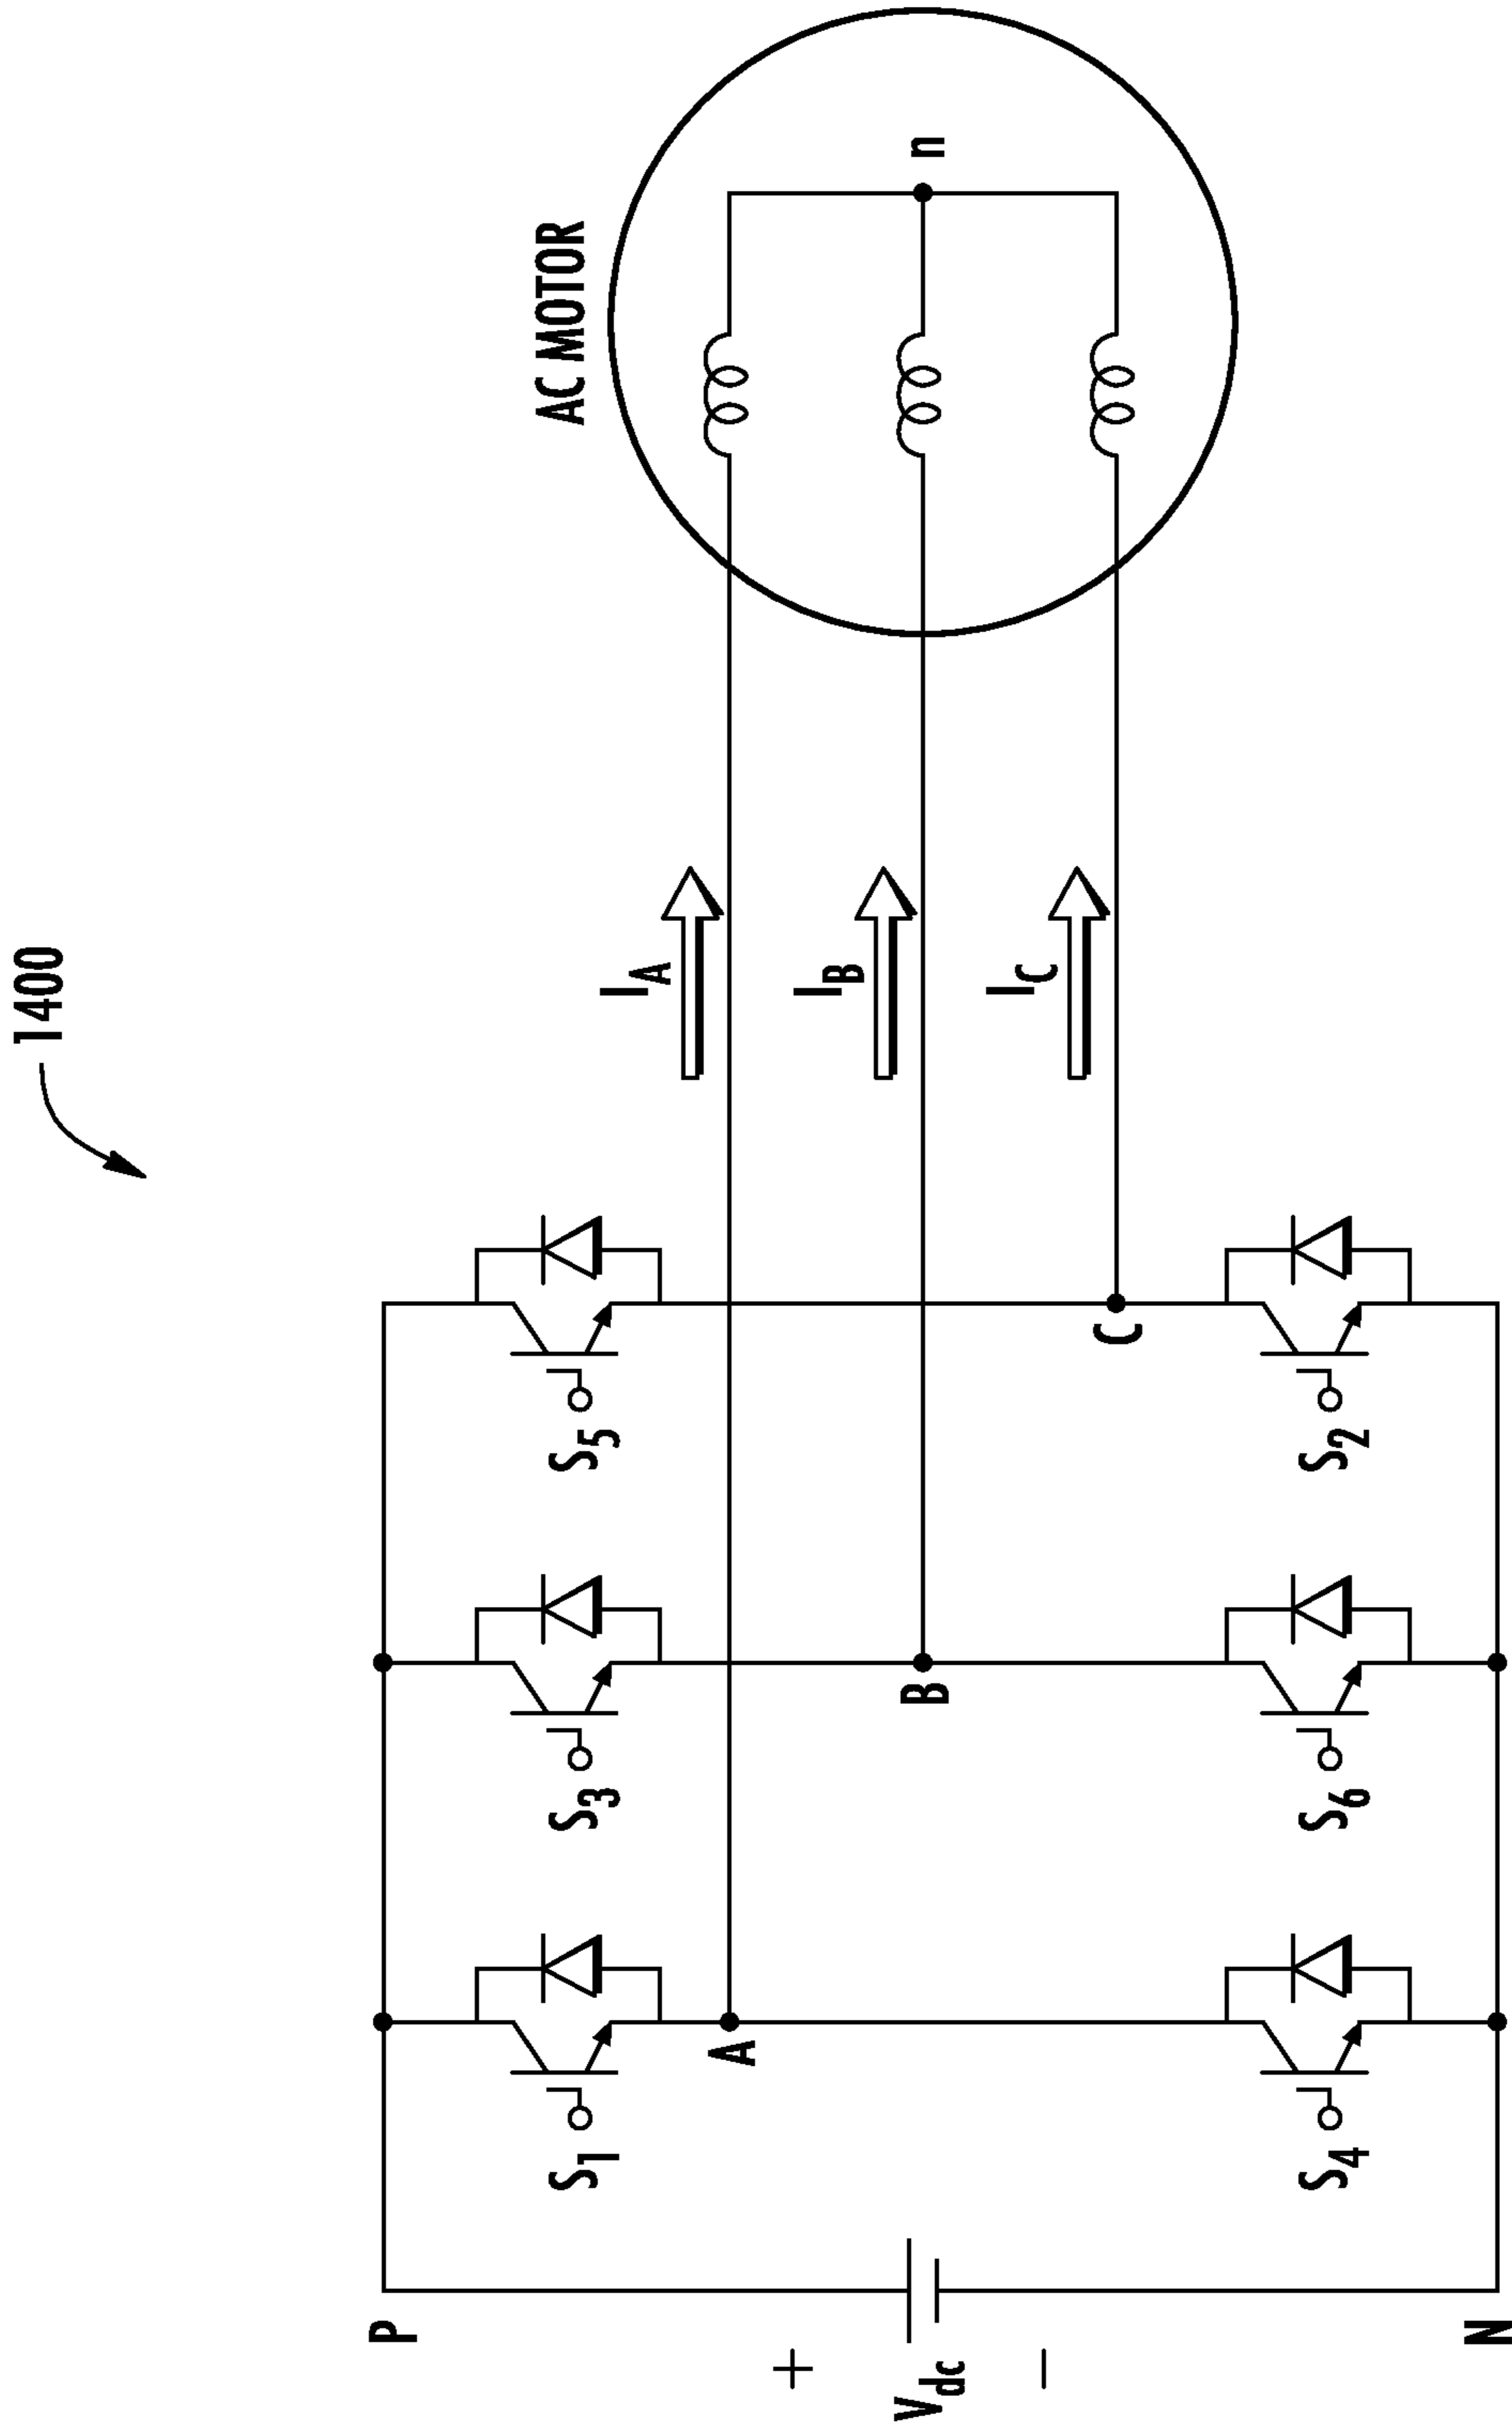 1400
AC MOTOR
n
I_A
I_B
I_C
P
S_1
S_3
S_5
A
B
C
+
V_dc
−
S_4
S_6
S_2
N